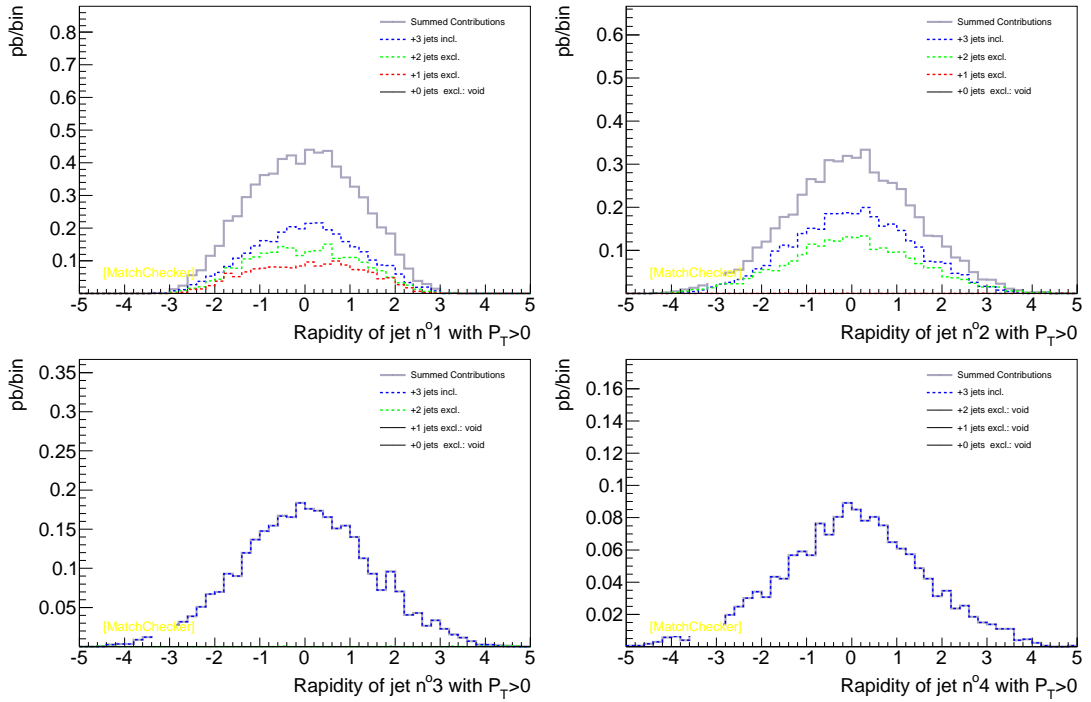 pb/bin
0.8
0.7
0.6
0.5
0.4
0.3
0.2
0.1
Summed Contributions
+3 jets incl.
+2 jets excl.
+1 jets excl.
+0 jets excl.: void
[MatchChecker]
-5 -4 -3 -2 -1 0 1 2 3 4 5
Rapidity of jet nº1 with P_T>0
pb/bin
0.6
0.5
0.4
0.3
0.2
0.1
Summed Contributions
+3 jets incl.
+2 jets excl.
+1 jets excl.
+0 jets excl.: void
[MatchChecker]
-5 -4 -3 -2 -1 0 1 2 3 4 5
Rapidity of jet nº2 with P_T>0
pb/bin
0.35
0.3
0.25
0.2
0.15
0.1
0.05
Summed Contributions
+3 jets incl.
+2 jets excl.
+1 jets excl.: void
+0 jets excl.: void
[MatchChecker]
-5 -4 -3 -2 -1 0 1 2 3 4 5
Rapidity of jet nº3 with P_T>0
pb/bin
0.16
0.14
0.12
0.1
0.08
0.06
0.04
0.02
Summed Contributions
+3 jets incl.
+2 jets excl.: void
+1 jets excl.: void
+0 jets excl.: void
[MatchChecker]
-5 -4 -3 -2 -1 0 1 2 3 4 5
Rapidity of jet nº4 with P_T>0